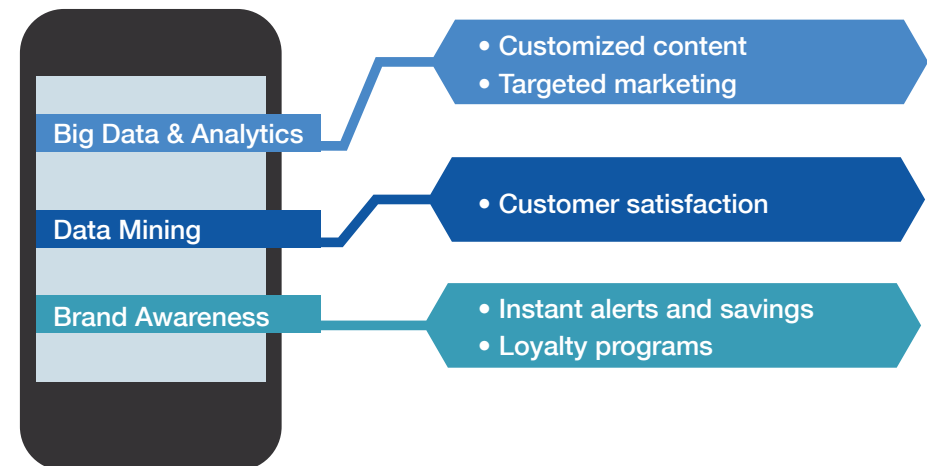 • Customized content
• Targeted marketing
Big Data & Analytics
• Customer satisfaction
Data Mining
• Instant alerts and savings
Brand Awareness
• Loyalty programs